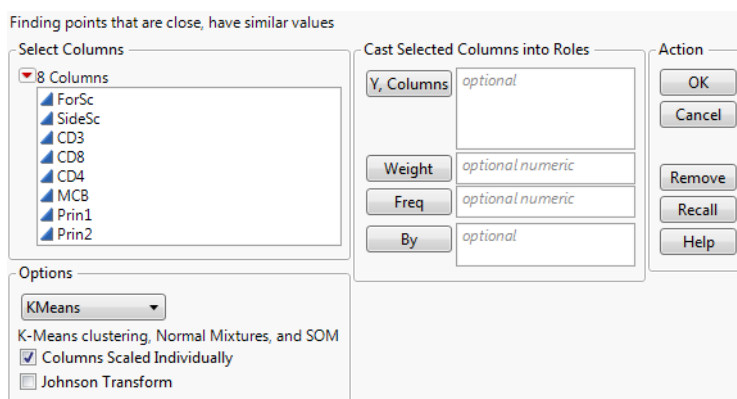 Finding points that are close, have similar values
Select Columns
8 Columns
ForSc
SideSc
CD3
CD8
CD4
MCB
Prin1
Prin2
Options
KMeans
K-Means clustering, Normal Mixtures, and SOM
Columns Scaled Individually
Johnson Transform
Cast Selected Columns into Roles
Y, Columns optional
Weight optional numeric
Freq optional numeric
By optional
Action
OK
Cancel
Remove
Recall
Help